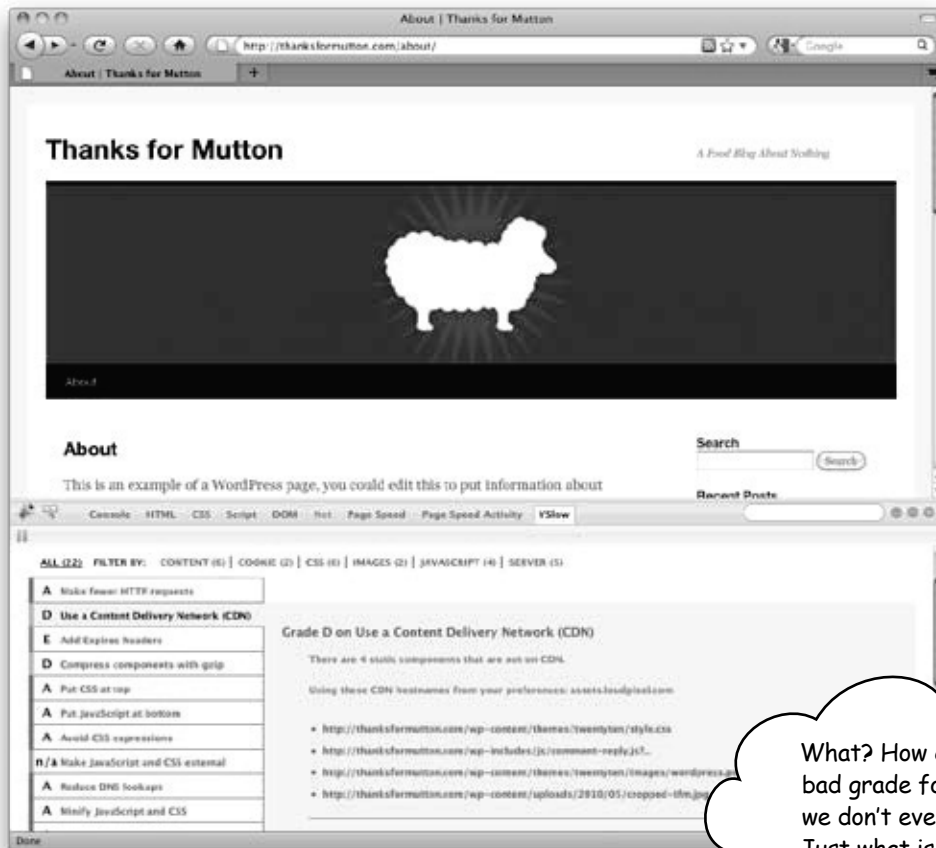 About | Thanks for Mutton
http://thanksformutton.com/about/
Google
About | Thanks for Mutton +
Thanks for Mutton
A Food Blog About Nothing
About
About
This is an example of a WordPress page, you could edit this to put information about
Search
Search
Recent Posts
Console HTML CSS Script DOM Net Page Speed Page Speed Activity YSlow
ALL (22) FILTER BY: CONTENT (6) | COOKIE (2) | CSS (6) | IMAGES (2) | JAVASCRIPT (4) | SERVER (5)
A Make fewer HTTP requests
D Use a Content Delivery Network (CDN)
E Add Expires headers
D Compress components with gzip
A Put CSS at top
A Put JavaScript at bottom
A Avoid CSS expressions
n/a Make JavaScript and CSS external
A Reduce DNS lookups
A Minify JavaScript and CSS
Grade D on Use a Content Delivery Network (CDN)
There are 4 static components that are not on CDN.
Using these CDN hostnames from your preferences: assets.loudpixel.com
• http://thanksformutton.com/wp-content/themes/twentyten/style.css
• http://thanksformutton.com/wp-includes/js/comment-reply.js?...
• http://thanksformutton.com/wp-content/themes/twentyten/images/wordpress.
• http://thanksformutton.com/wp-content/uploads/2010/05/cropped-tfm.jpg
Done
What? How
bad grade fo
we don't eve
Just what is